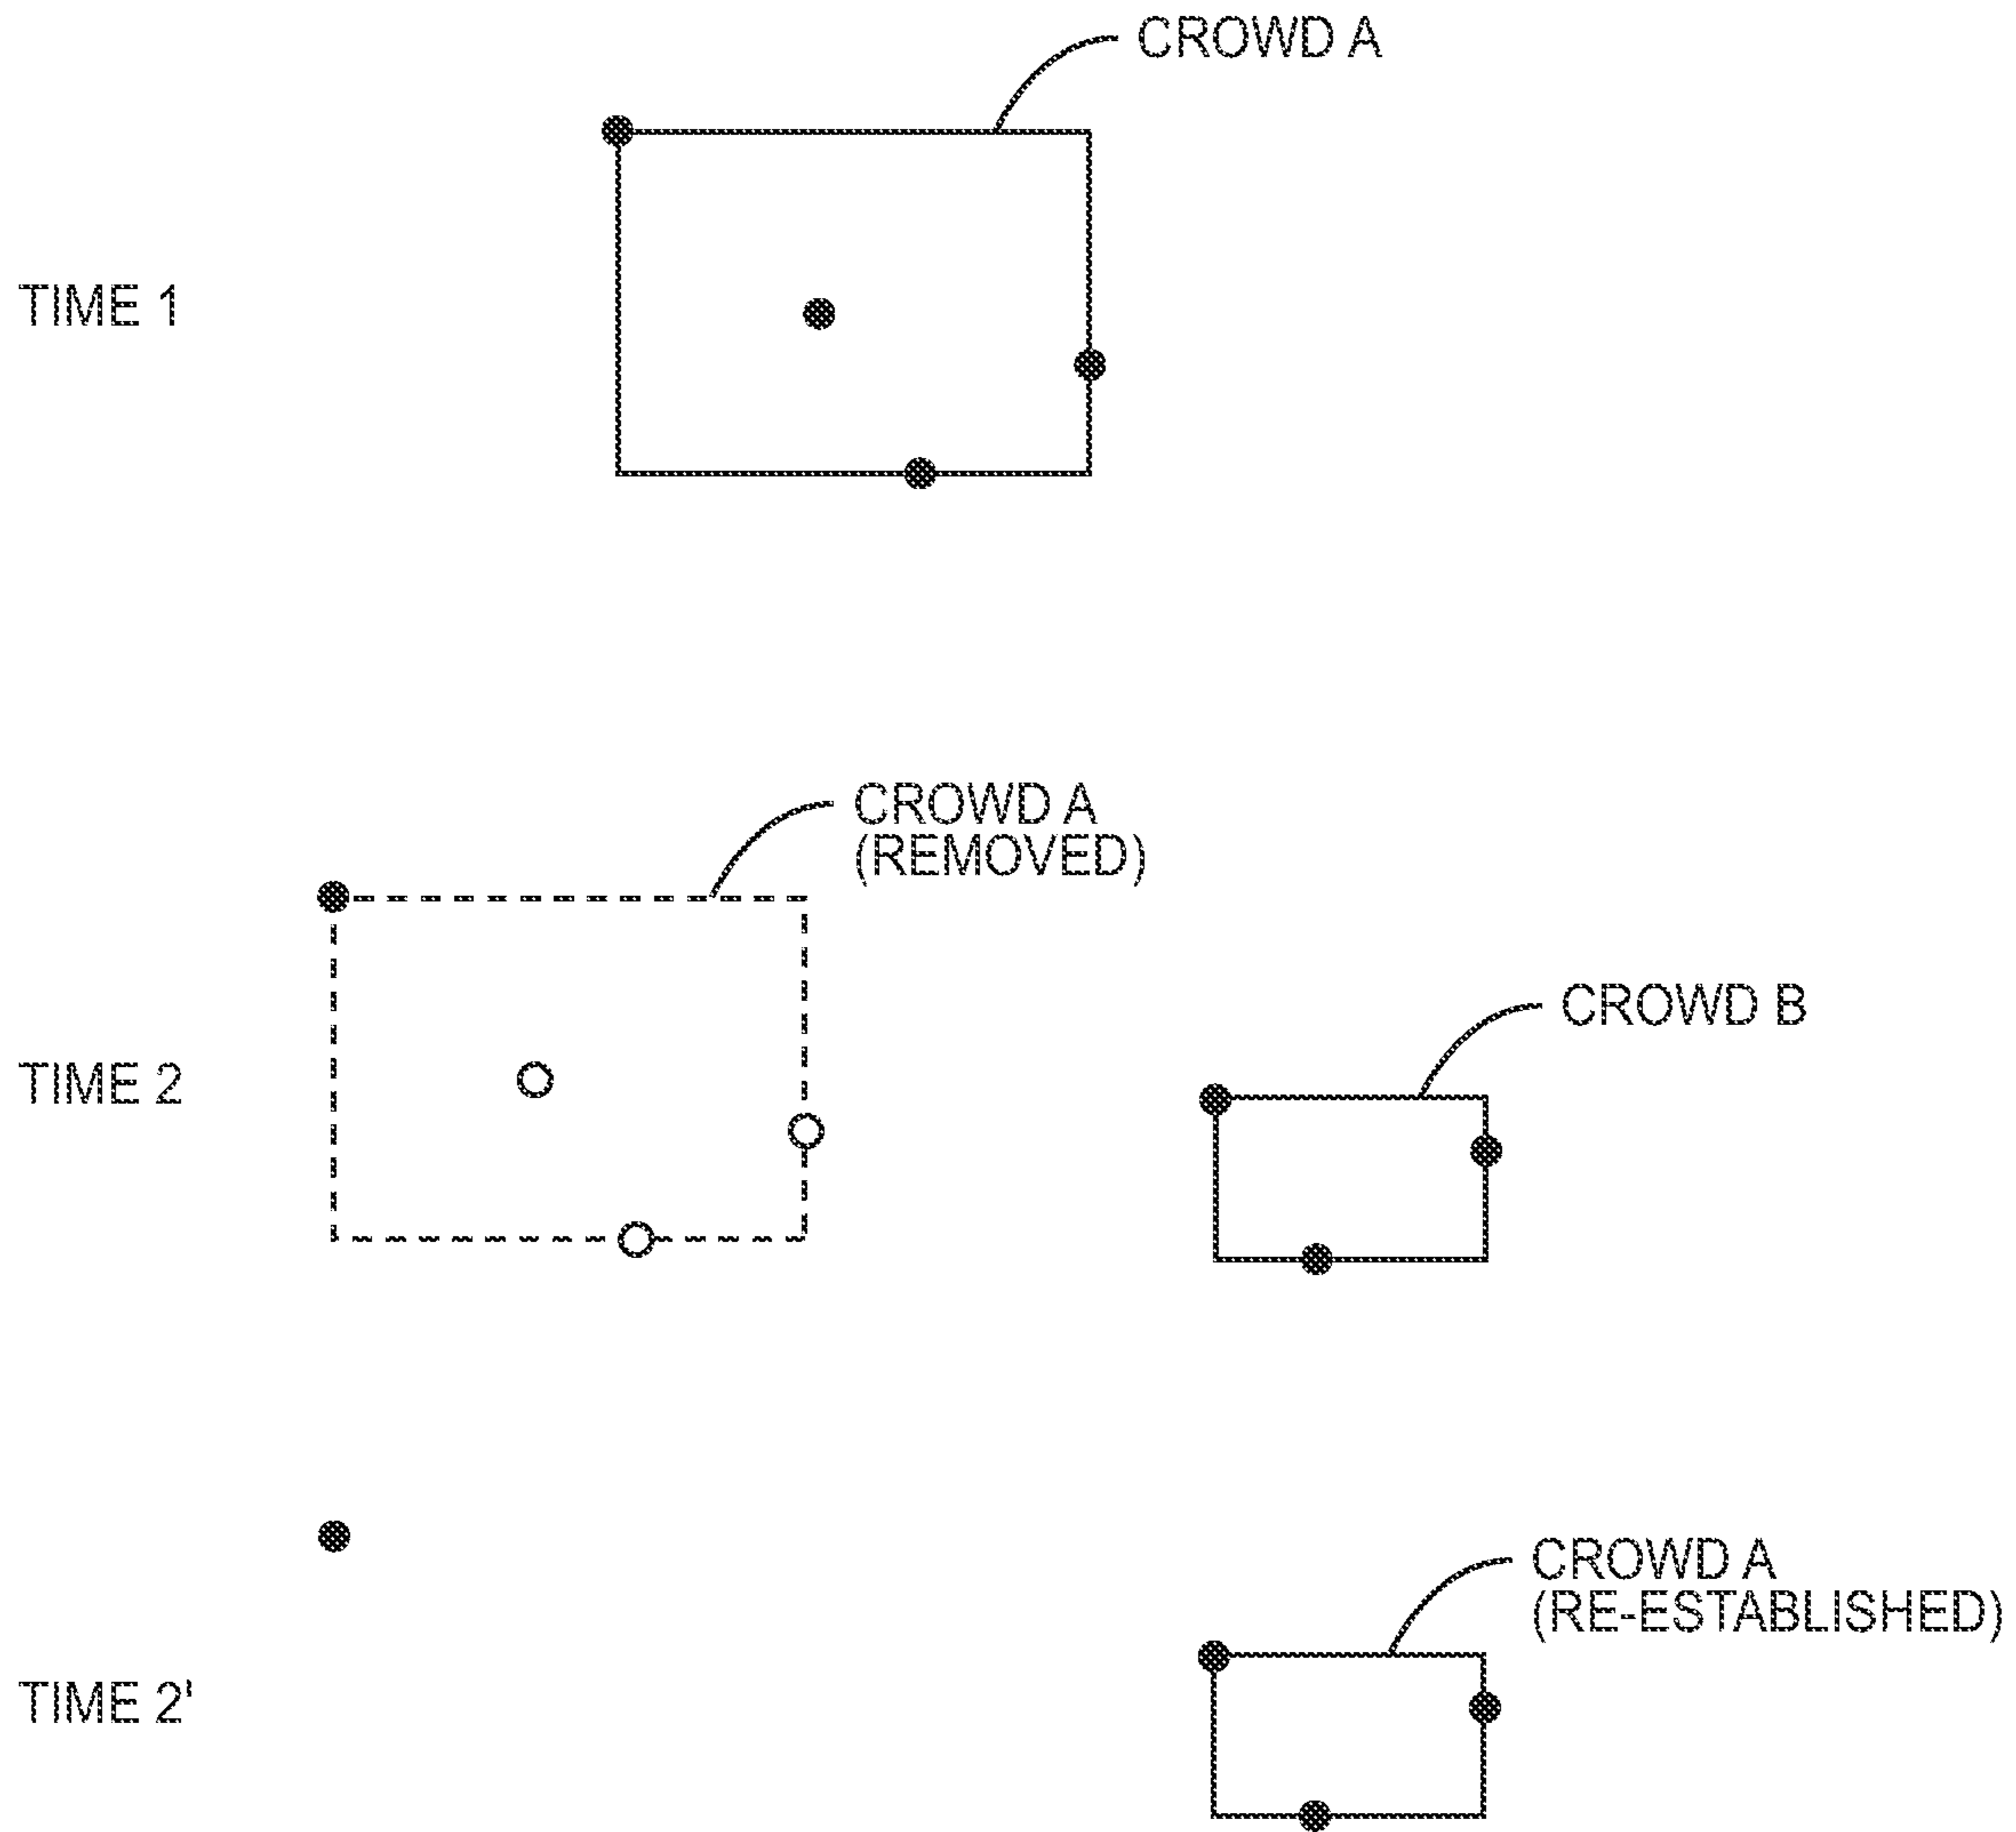 CROWD A
TIME 1
CROWD A
(REMOVED)
CROWD B
TIME 2
CROWD A
(RE-ESTABLISHED)
TIME 2'